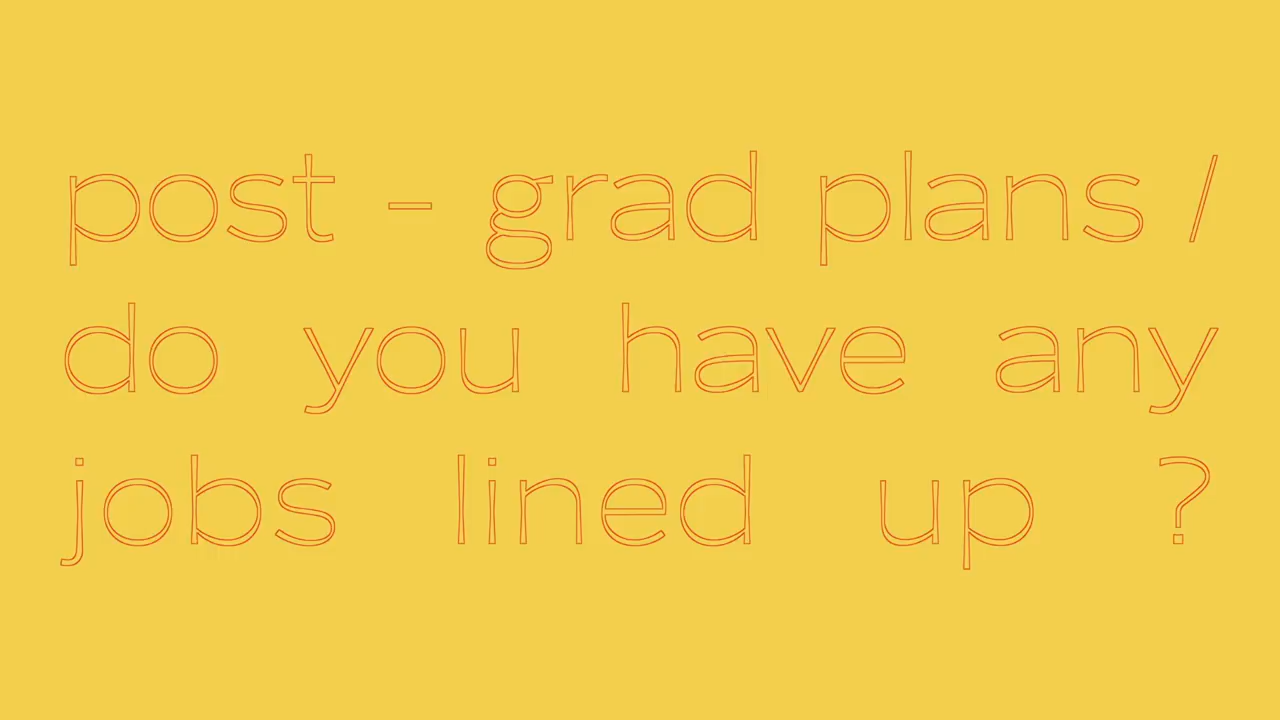 post - grad plans /
do you have any
jobs lined up ?